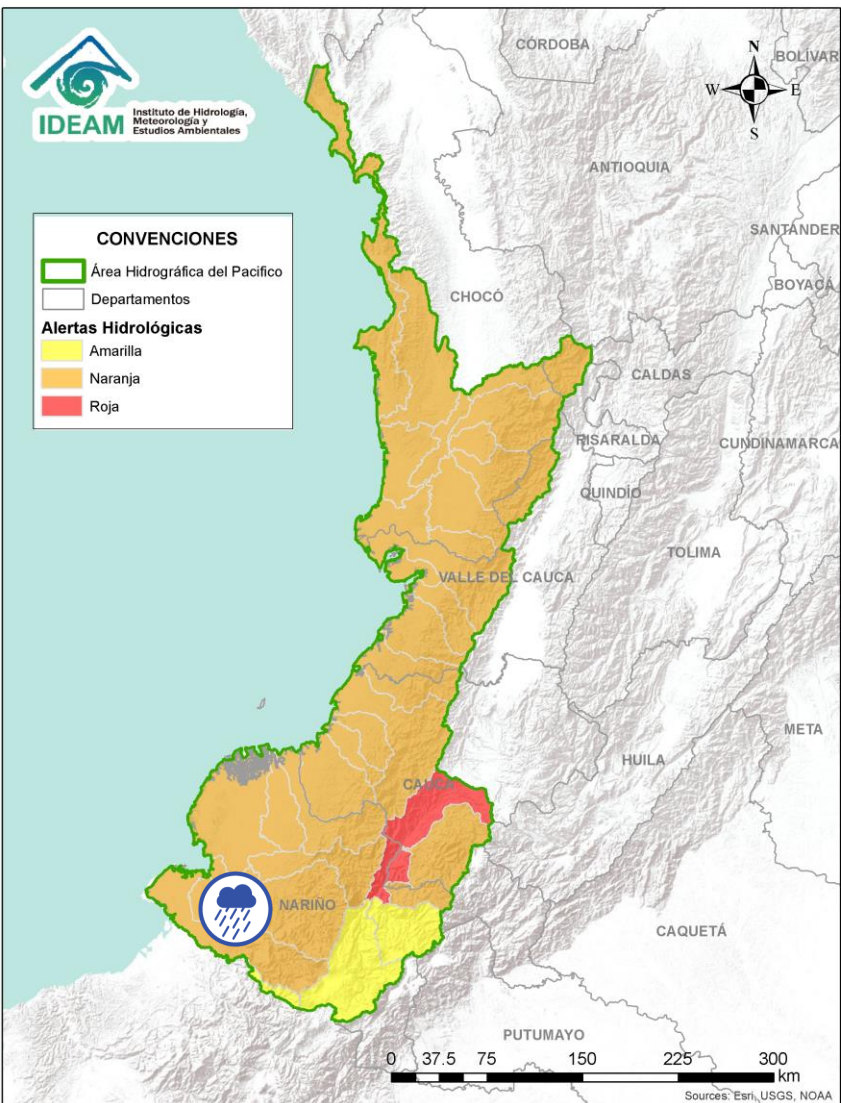 IDEAM
Instituto de Hidrología,
Meteorología y
Estudios Ambientales
CÓRDOBA
BOLÍVAR
N
W
E
S
ANTIOQUIA
SANTANDER
BOYACÁ
CONVENCIONES
Área Hidrográfica del Pacifico
Departamentos
Alertas Hidrológicas
Amarilla
Naranja
Roja
CHOCÓ
CALDAS
RISARALDA
CUNDINAMARCA
QUINDÍO
TOLIMA
VALLE DEL CAUCA
META
HUILA
CAUCA
NARIÑO
CAQUETÁ
PUTUMAYO
0 37.5 75 150 225 300
km
Sources: Esri, USGS, NOAA